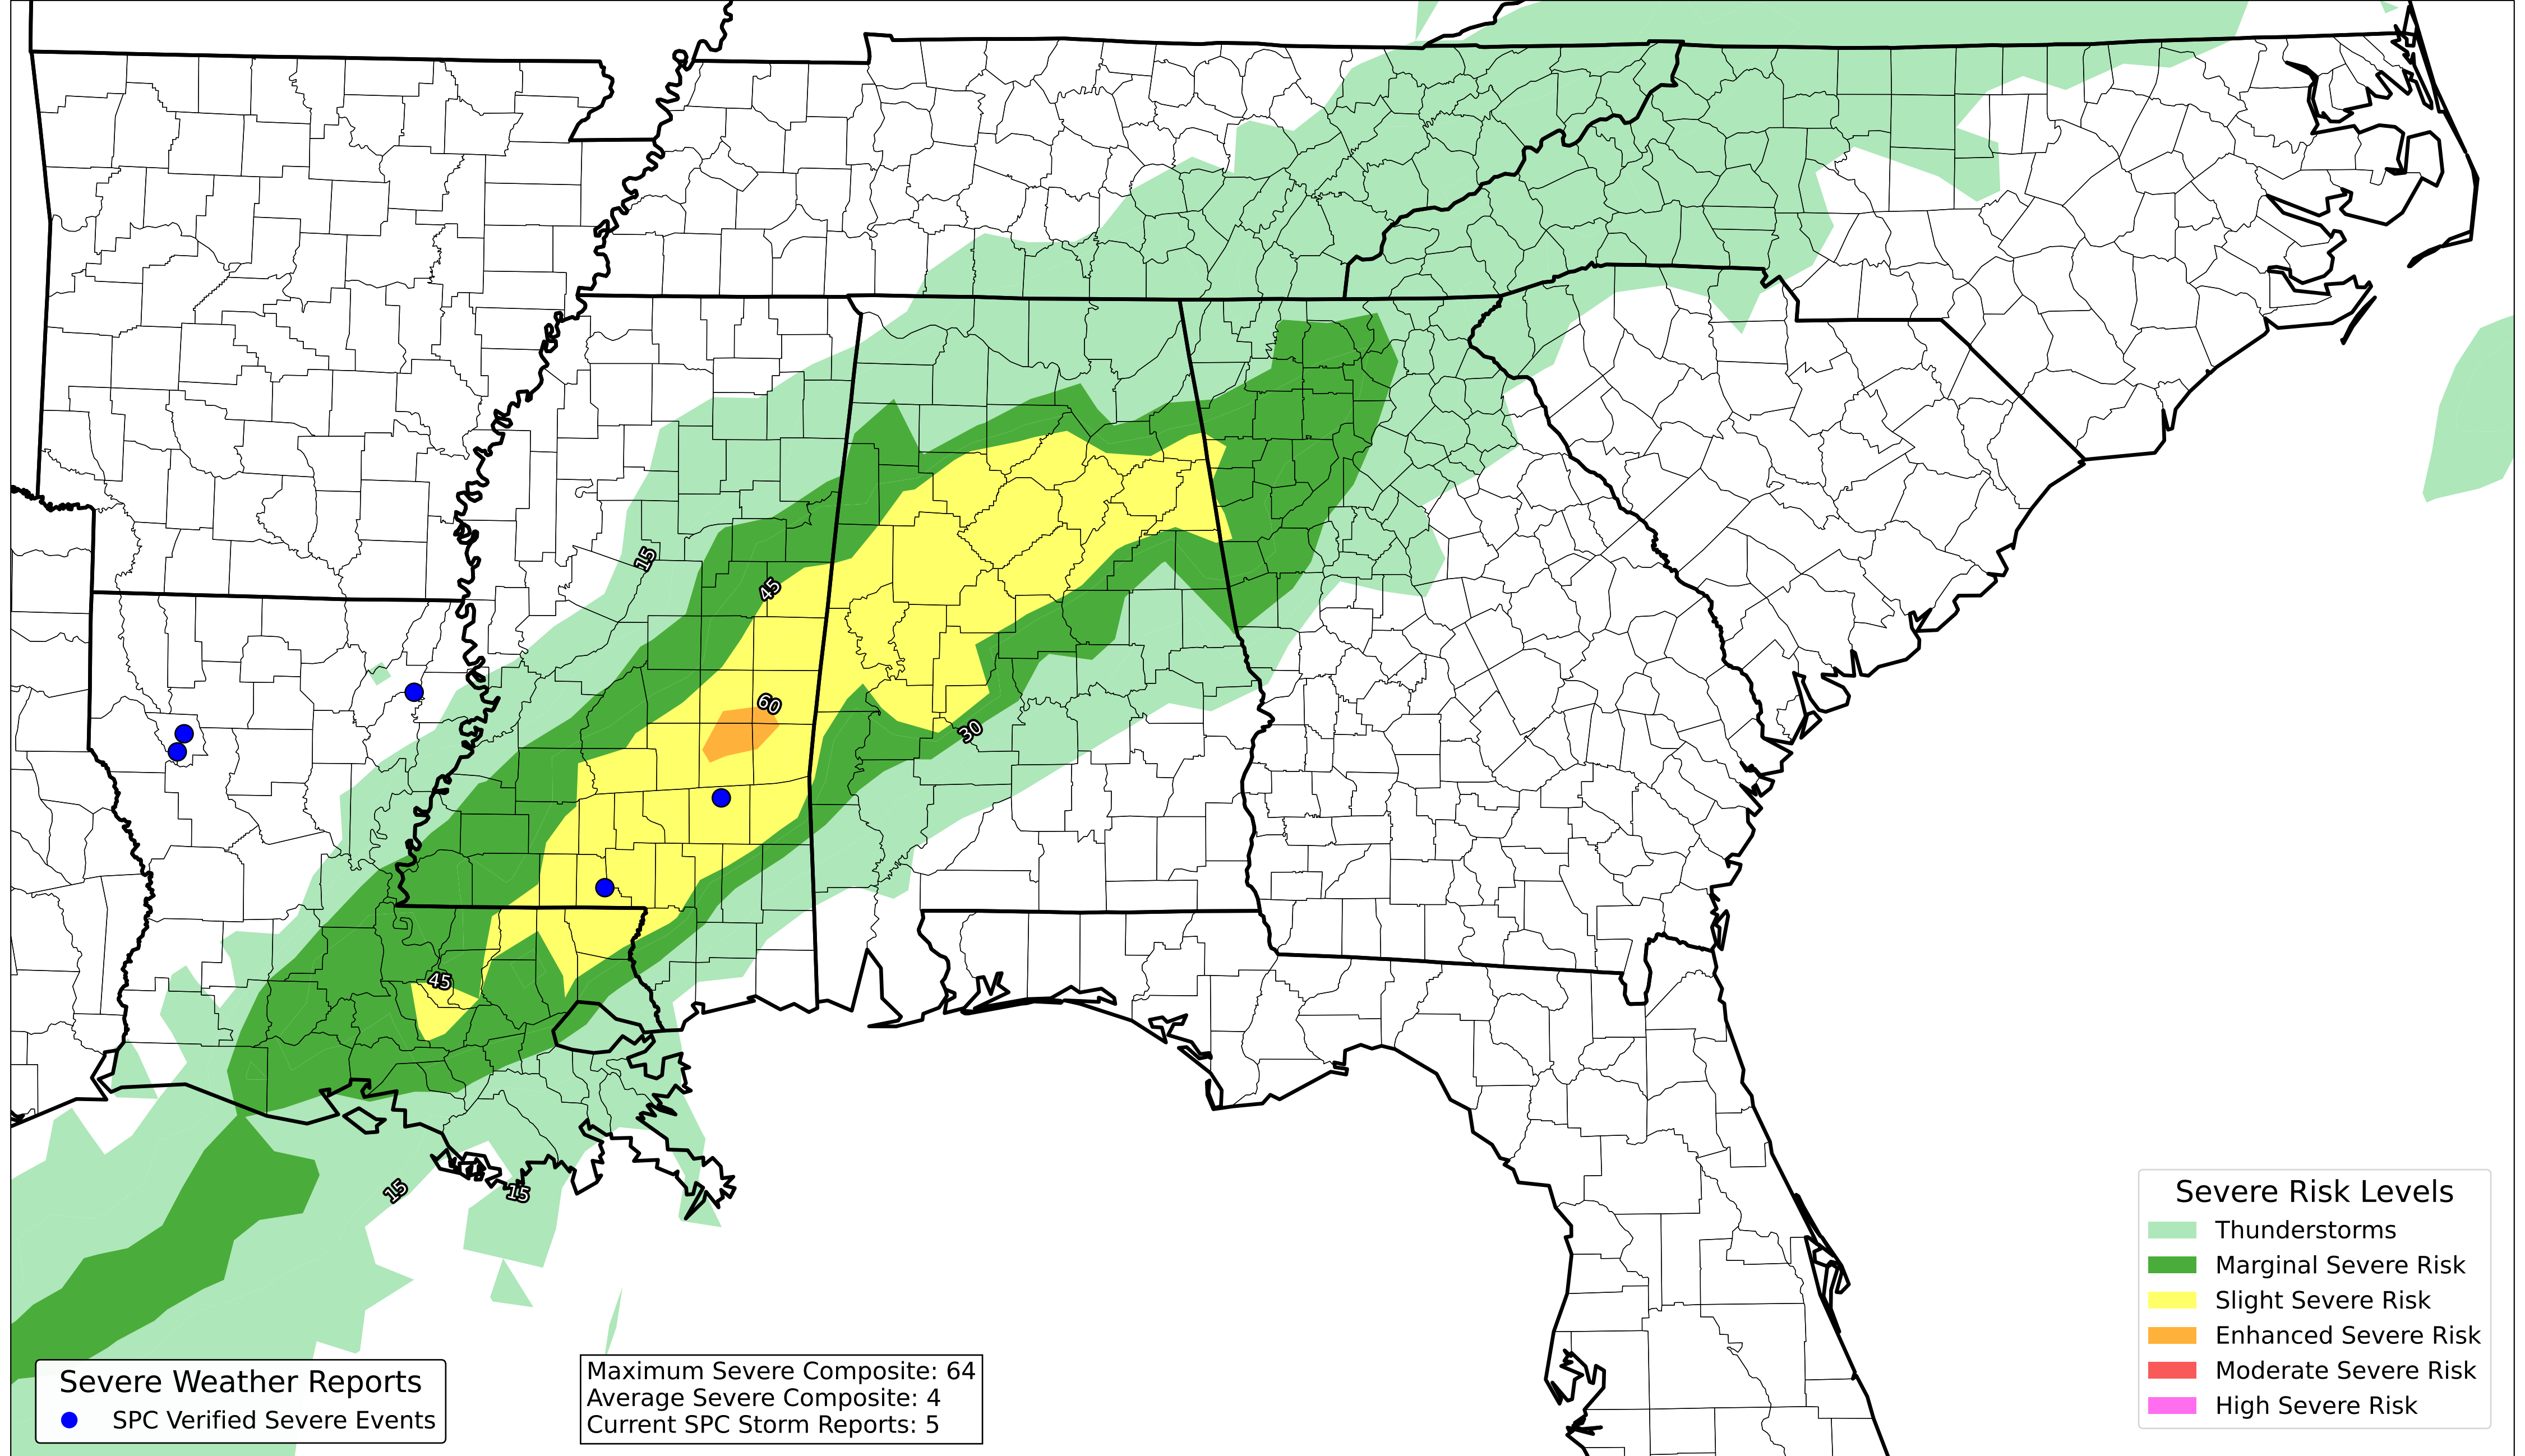 15
45
60
30
45
15
15
Severe Risk Levels
Thunderstorms
Marginal Severe Risk
Slight Severe Risk
Enhanced Severe Risk
Moderate Severe Risk
High Severe Risk
Severe Weather Reports
SPC Verified Severe Events
Maximum Severe Composite: 64
Average Severe Composite: 4
Current SPC Storm Reports: 5